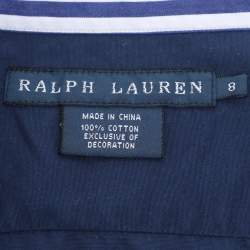 RALPH LAUREN 8
MADE IN CHINA
100% COTTON
EXCLUSIVE OF
DECORATION